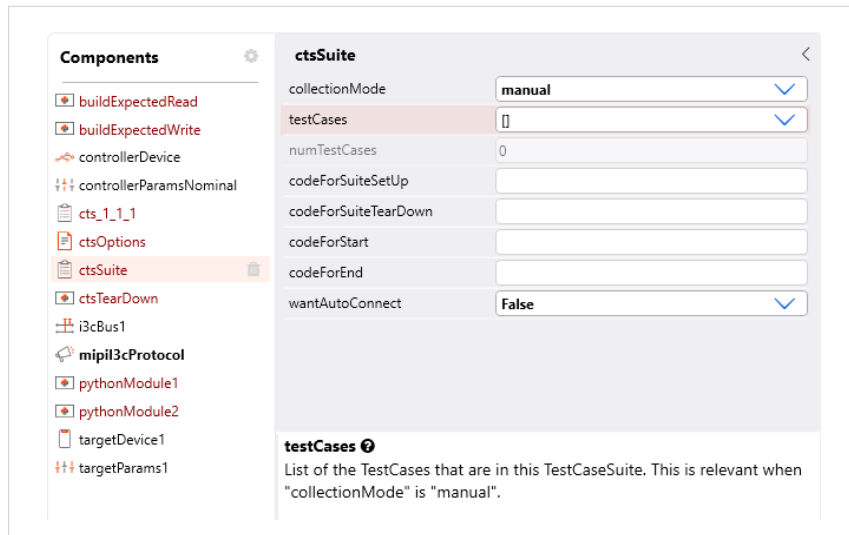 Components
buildExpectedRead
buildExpectedWrite
controllerDevice
controllerParamsNominal
cts_1_1_1
ctsOptions
ctsSuite
ctsTearDown
i3cBus1
mipiI3cProtocol
pythonModule1
pythonModule2
targetDevice1
targetParams1
ctsSuite
collectionMode manual
testCases []
numTestCases 0
codeForSuiteSetUp
codeForSuiteTearDown
codeForStart
codeForEnd
wantAutoConnect False
testCases ?
List of the TestCases that are in this TestCaseSuite. This is relevant when
"collectionMode" is "manual".